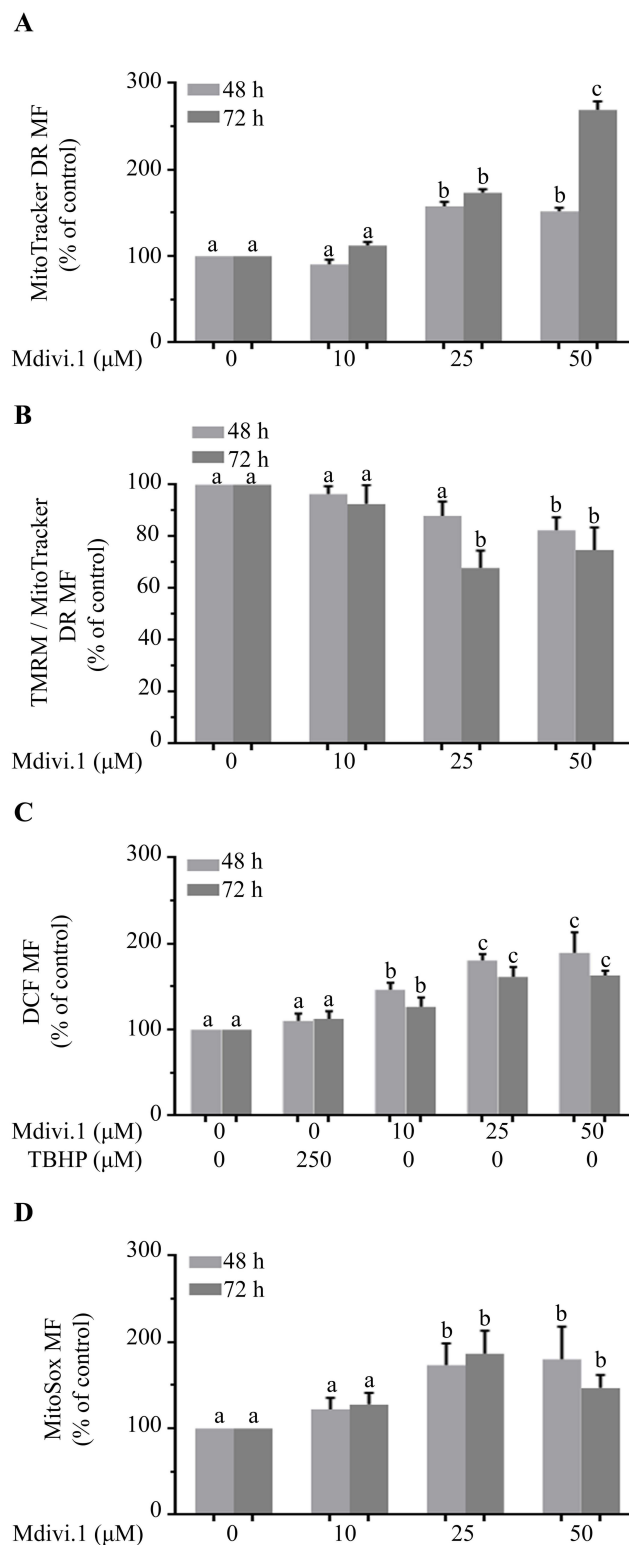 A
300
48 h
72 h
c
200
b
b
b
a
a
a
a
100
0
MitoTracker DR MF
(% of control)
Mdivi.1 (μM)
0
10
25
50
B
48 h
72 h
100
a
a
a
a
a
b
b
b
80
60
40
20
0
TMRM / MitoTracker
DR MF
(% of control)
Mdivi.1 (μM)
0
10
25
50
C
300
48 h
72 h
200
a
a
a
a
b
b
c
c
c
c
100
0
DCF MF
(% of control)
Mdivi.1 (μM)
0
0
10
25
50
TBHP (μM)
0
250
0
0
0
D
300
48 h
72 h
200
a
a
a
a
b
b
b
b
100
0
MitoSox MF
(% of control)
Mdivi.1 (μM)
0
10
25
50